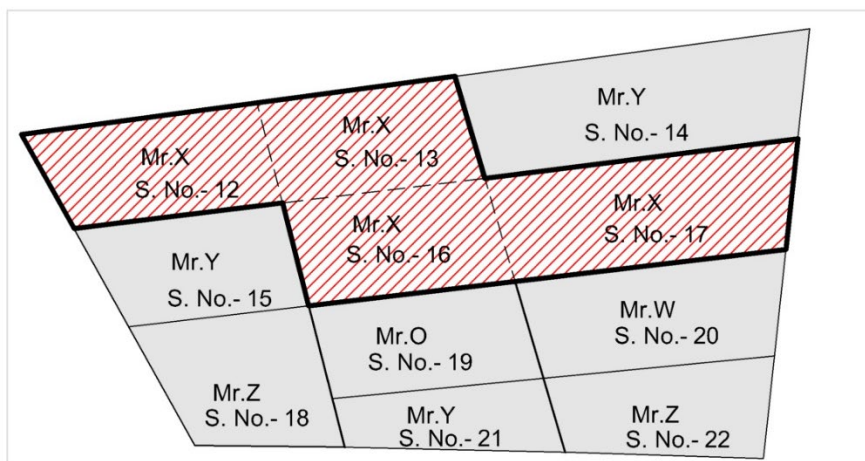 Mr.Y
S. No.- 14
Mr.X
S. No.- 13
Mr.X
S. No.- 12
Mr.X
S. No.- 17
Mr.X
S. No.- 16
Mr.Y
S. No.- 15
Mr.W
S. No.- 20
Mr.O
S. No.- 19
Mr.Z
S. No.- 18
Mr.Y
S. No.- 21
Mr.Z
S. No.- 22